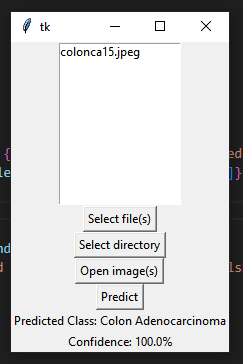 tk
colonca15.jpeg
Select file(s)
Select directory
Open image(s)
Predict
Predicted Class: Colon Adenocarcinoma
Confidence: 100.0%